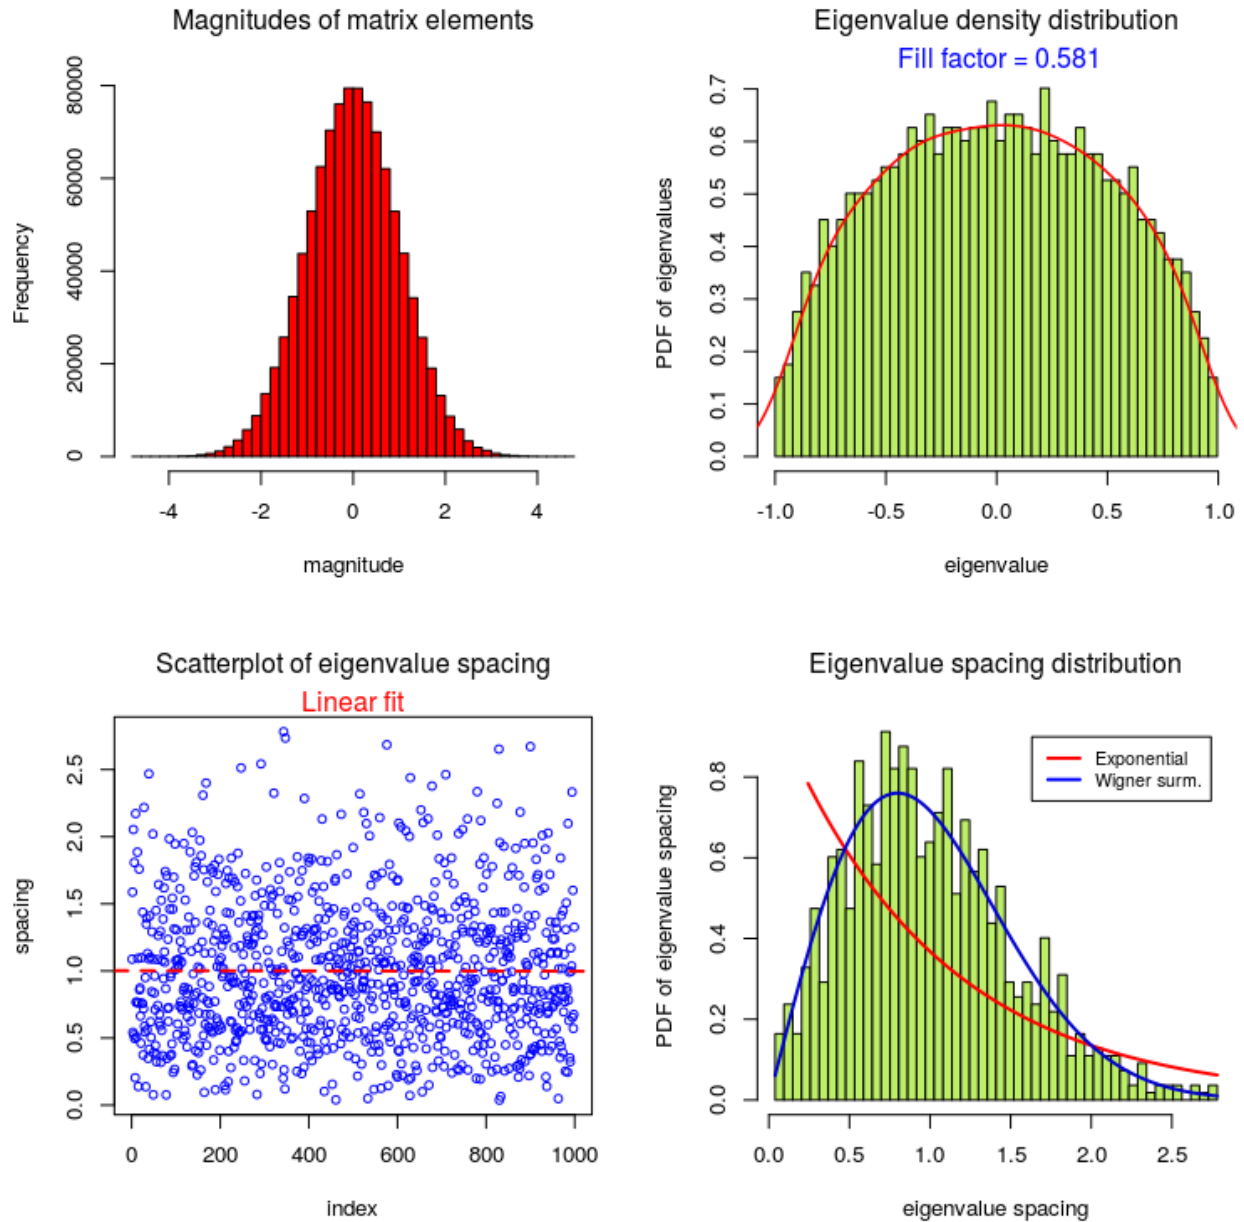 Magnitudes of matrix elements
Frequency
80000
60000
40000
20000
0
-4 -2 0 2 4
magnitude
Eigenvalue density distribution
Fill factor = 0.581
PDF of eigenvalues
0.7
0.6
0.5
0.4
0.3
0.2
0.1
0.0
-1.0 -0.5 0.0 0.5 1.0
eigenvalue
Scatterplot of eigenvalue spacing
Linear fit
spacing
2.5
2.0
1.5
1.0
0.5
0.0
0 200 400 600 800 1000
index
Eigenvalue spacing distribution
Exponential
Wigner surm.
PDF of eigenvalue spacing
0.8
0.6
0.4
0.2
0.0
0.0 0.5 1.0 1.5 2.0 2.5
eigenvalue spacing